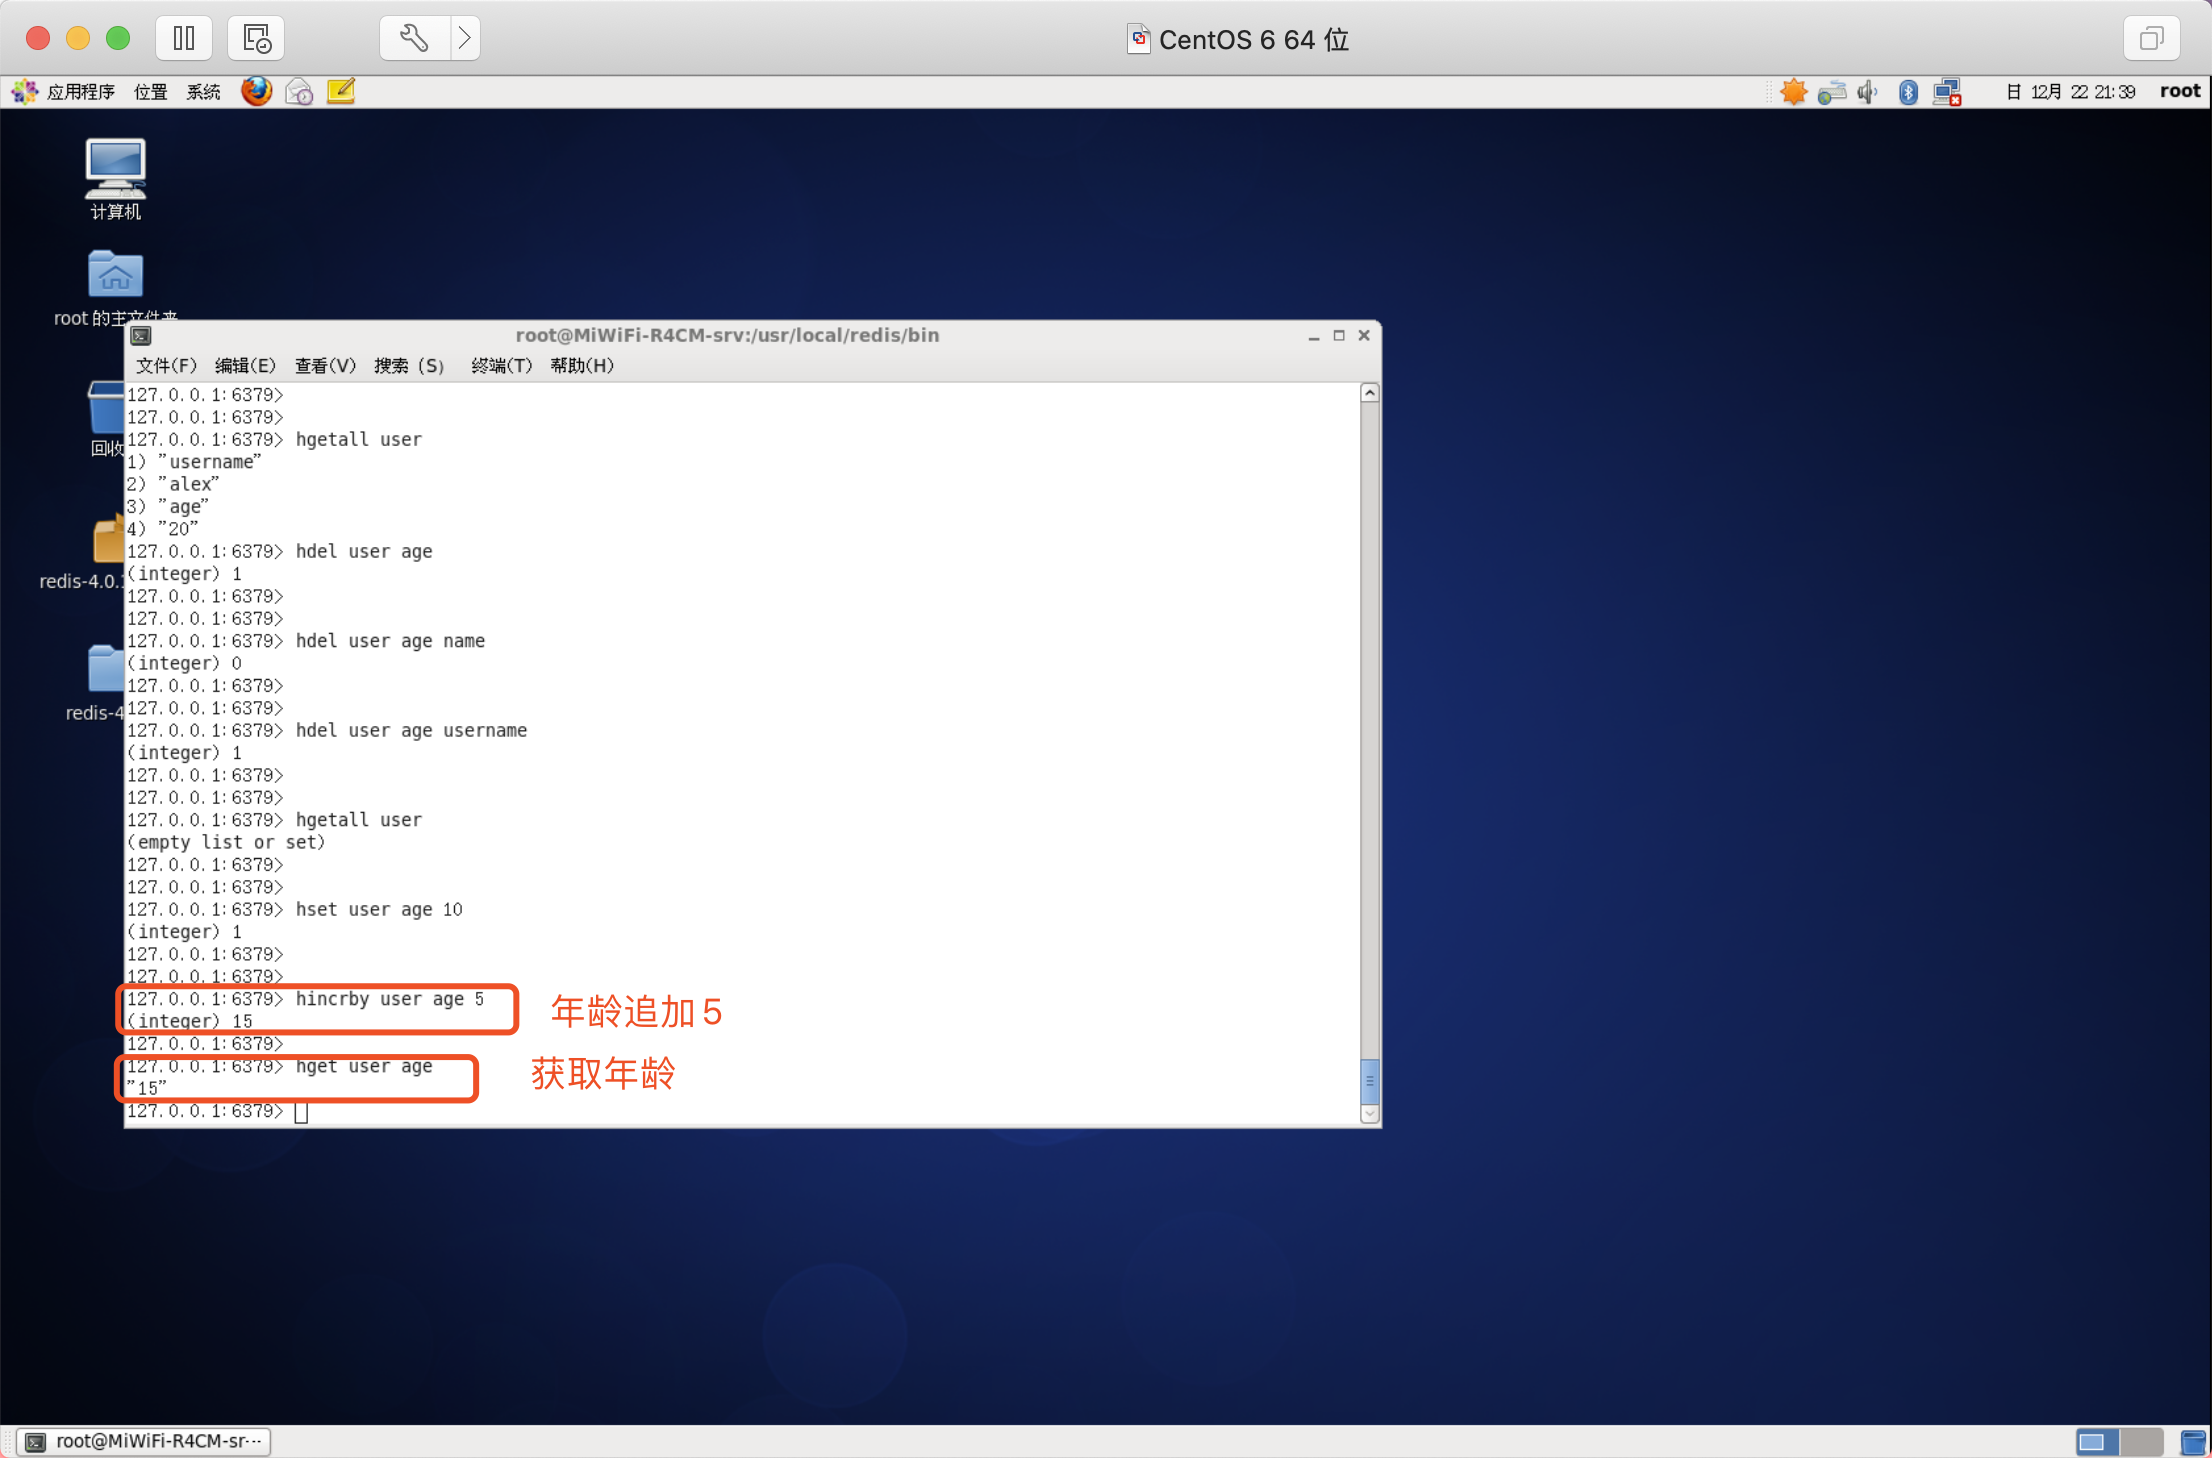 CentOS 6 64 位
应用程序 位置 系统
日 12月 22 21:39 root
计算机
root 的主文件夹
回收
redis-4.0.1
redis-4
root@MiWiFi-R4CM-srv:/usr/local/redis/bin
文件(F) 编辑(E) 查看(V) 搜索 (S) 终端(T) 帮助(H)
127.0.0.1:6379>
127.0.0.1:6379>
127.0.0.1:6379> hgetall user
1) "username"
2) "alex"
3) "age"
4) "20"
127.0.0.1:6379> hdel user age
(integer) 1
127.0.0.1:6379>
127.0.0.1:6379>
127.0.0.1:6379> hdel user age name
(integer) 0
127.0.0.1:6379>
127.0.0.1:6379>
127.0.0.1:6379> hdel user age username
(integer) 1
127.0.0.1:6379>
127.0.0.1:6379>
127.0.0.1:6379> hgetall user
(empty list or set)
127.0.0.1:6379>
127.0.0.1:6379>
127.0.0.1:6379> hset user age 10
(integer) 1
127.0.0.1:6379>
127.0.0.1:6379>
127.0.0.1:6379> hincrby user age 5
(integer) 15
年龄追加5
127.0.0.1:6379>
127.0.0.1:6379> hget user age
"15"
获取年龄
127.0.0.1:6379>
root@MiWiFi-R4CM-sr···